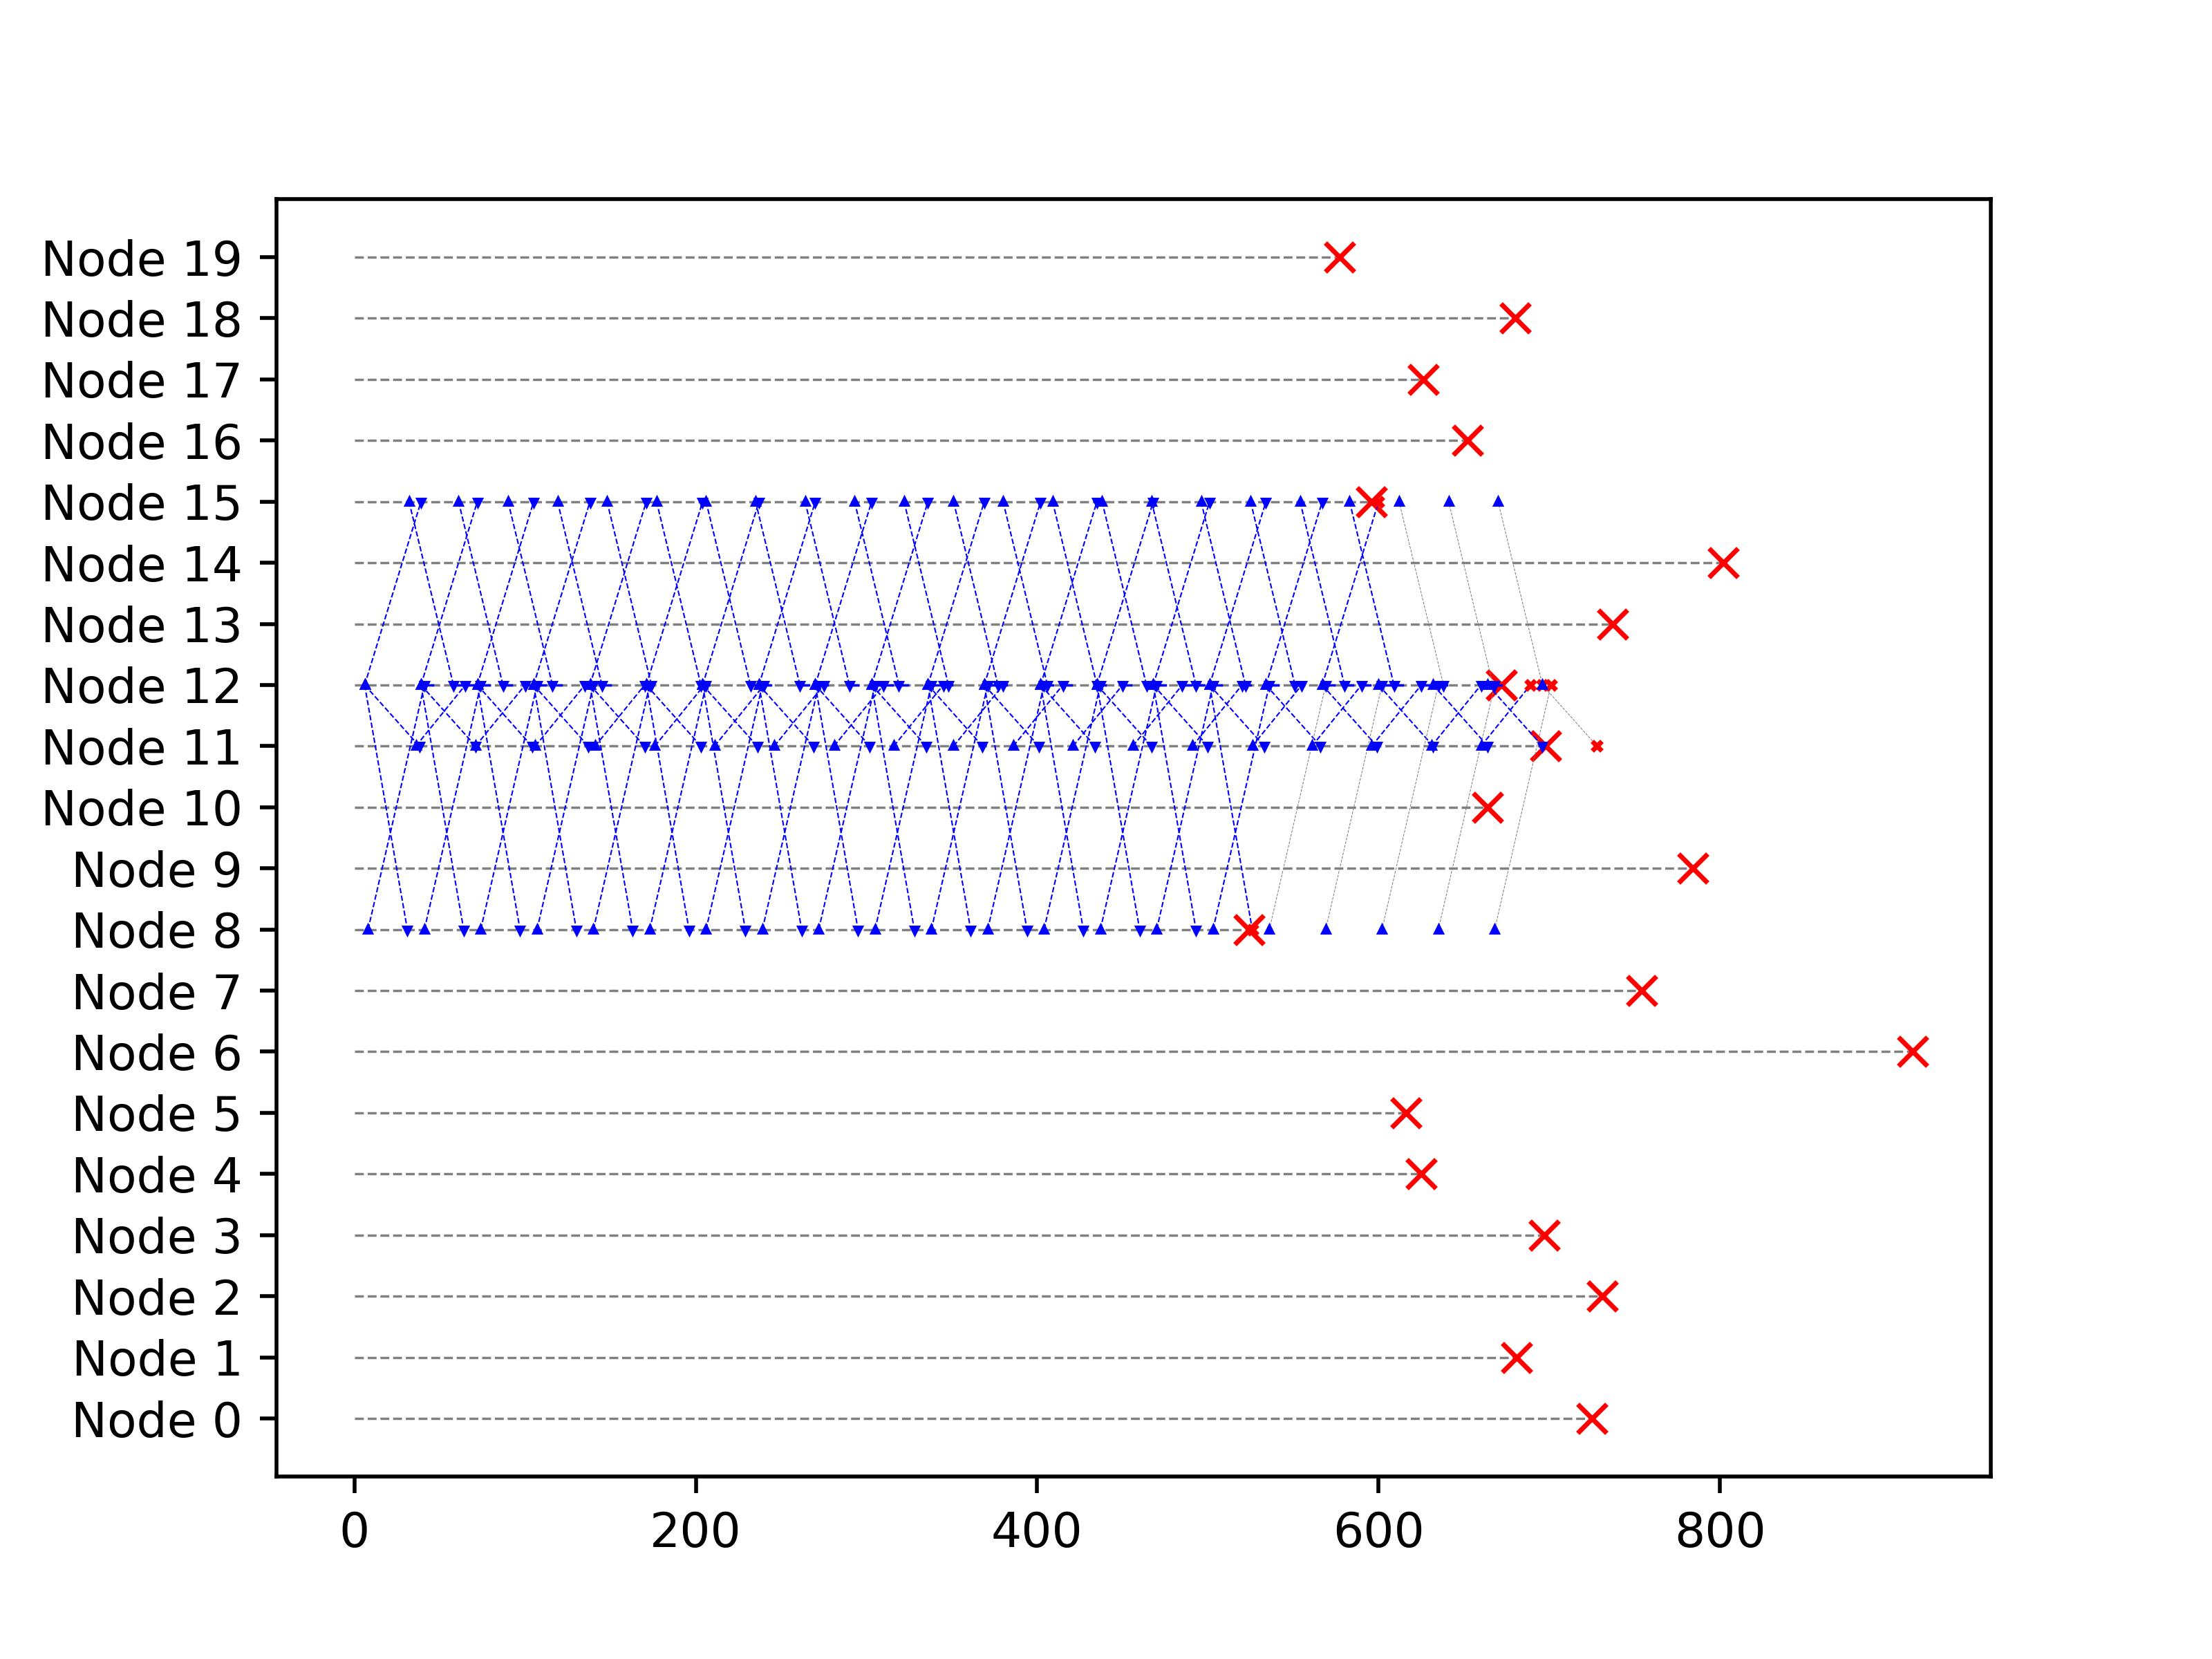 Node 19
Node 18
Node 17
Node 16
Node 15
Node 14
Node 13
Node 12
Node 11
Node 10
Node 9
Node 8
Node 7
Node 6
Node 5
Node 4
Node 3
Node 2
Node 1
Node 0
0 200 400 600 800